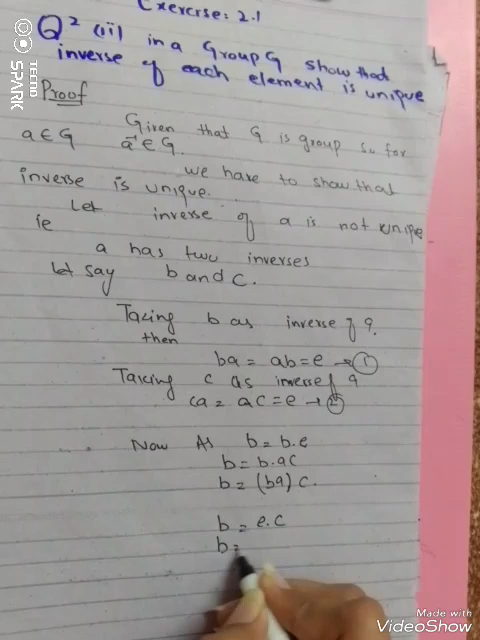 Exercise: 2.1
Q2 (ii) in a Group G show that
inverse of each element is unique
Proof
Given that G is group so for
a ∈ G a⁻¹ ∈ G.
we have to show that
inverse is unique.
Let inverse of a is not unique
ie
a has two inverses
let say b and c.
Taking b as inverse of a.
then
ba = ab = e → ①
Taking c as inverse of a
ca = ac = e → ②
Now As b = b.e
b = b.ac
b = (ba) c.
b = e.c
b =
TECNO
SPARK
Made with
VideoShow